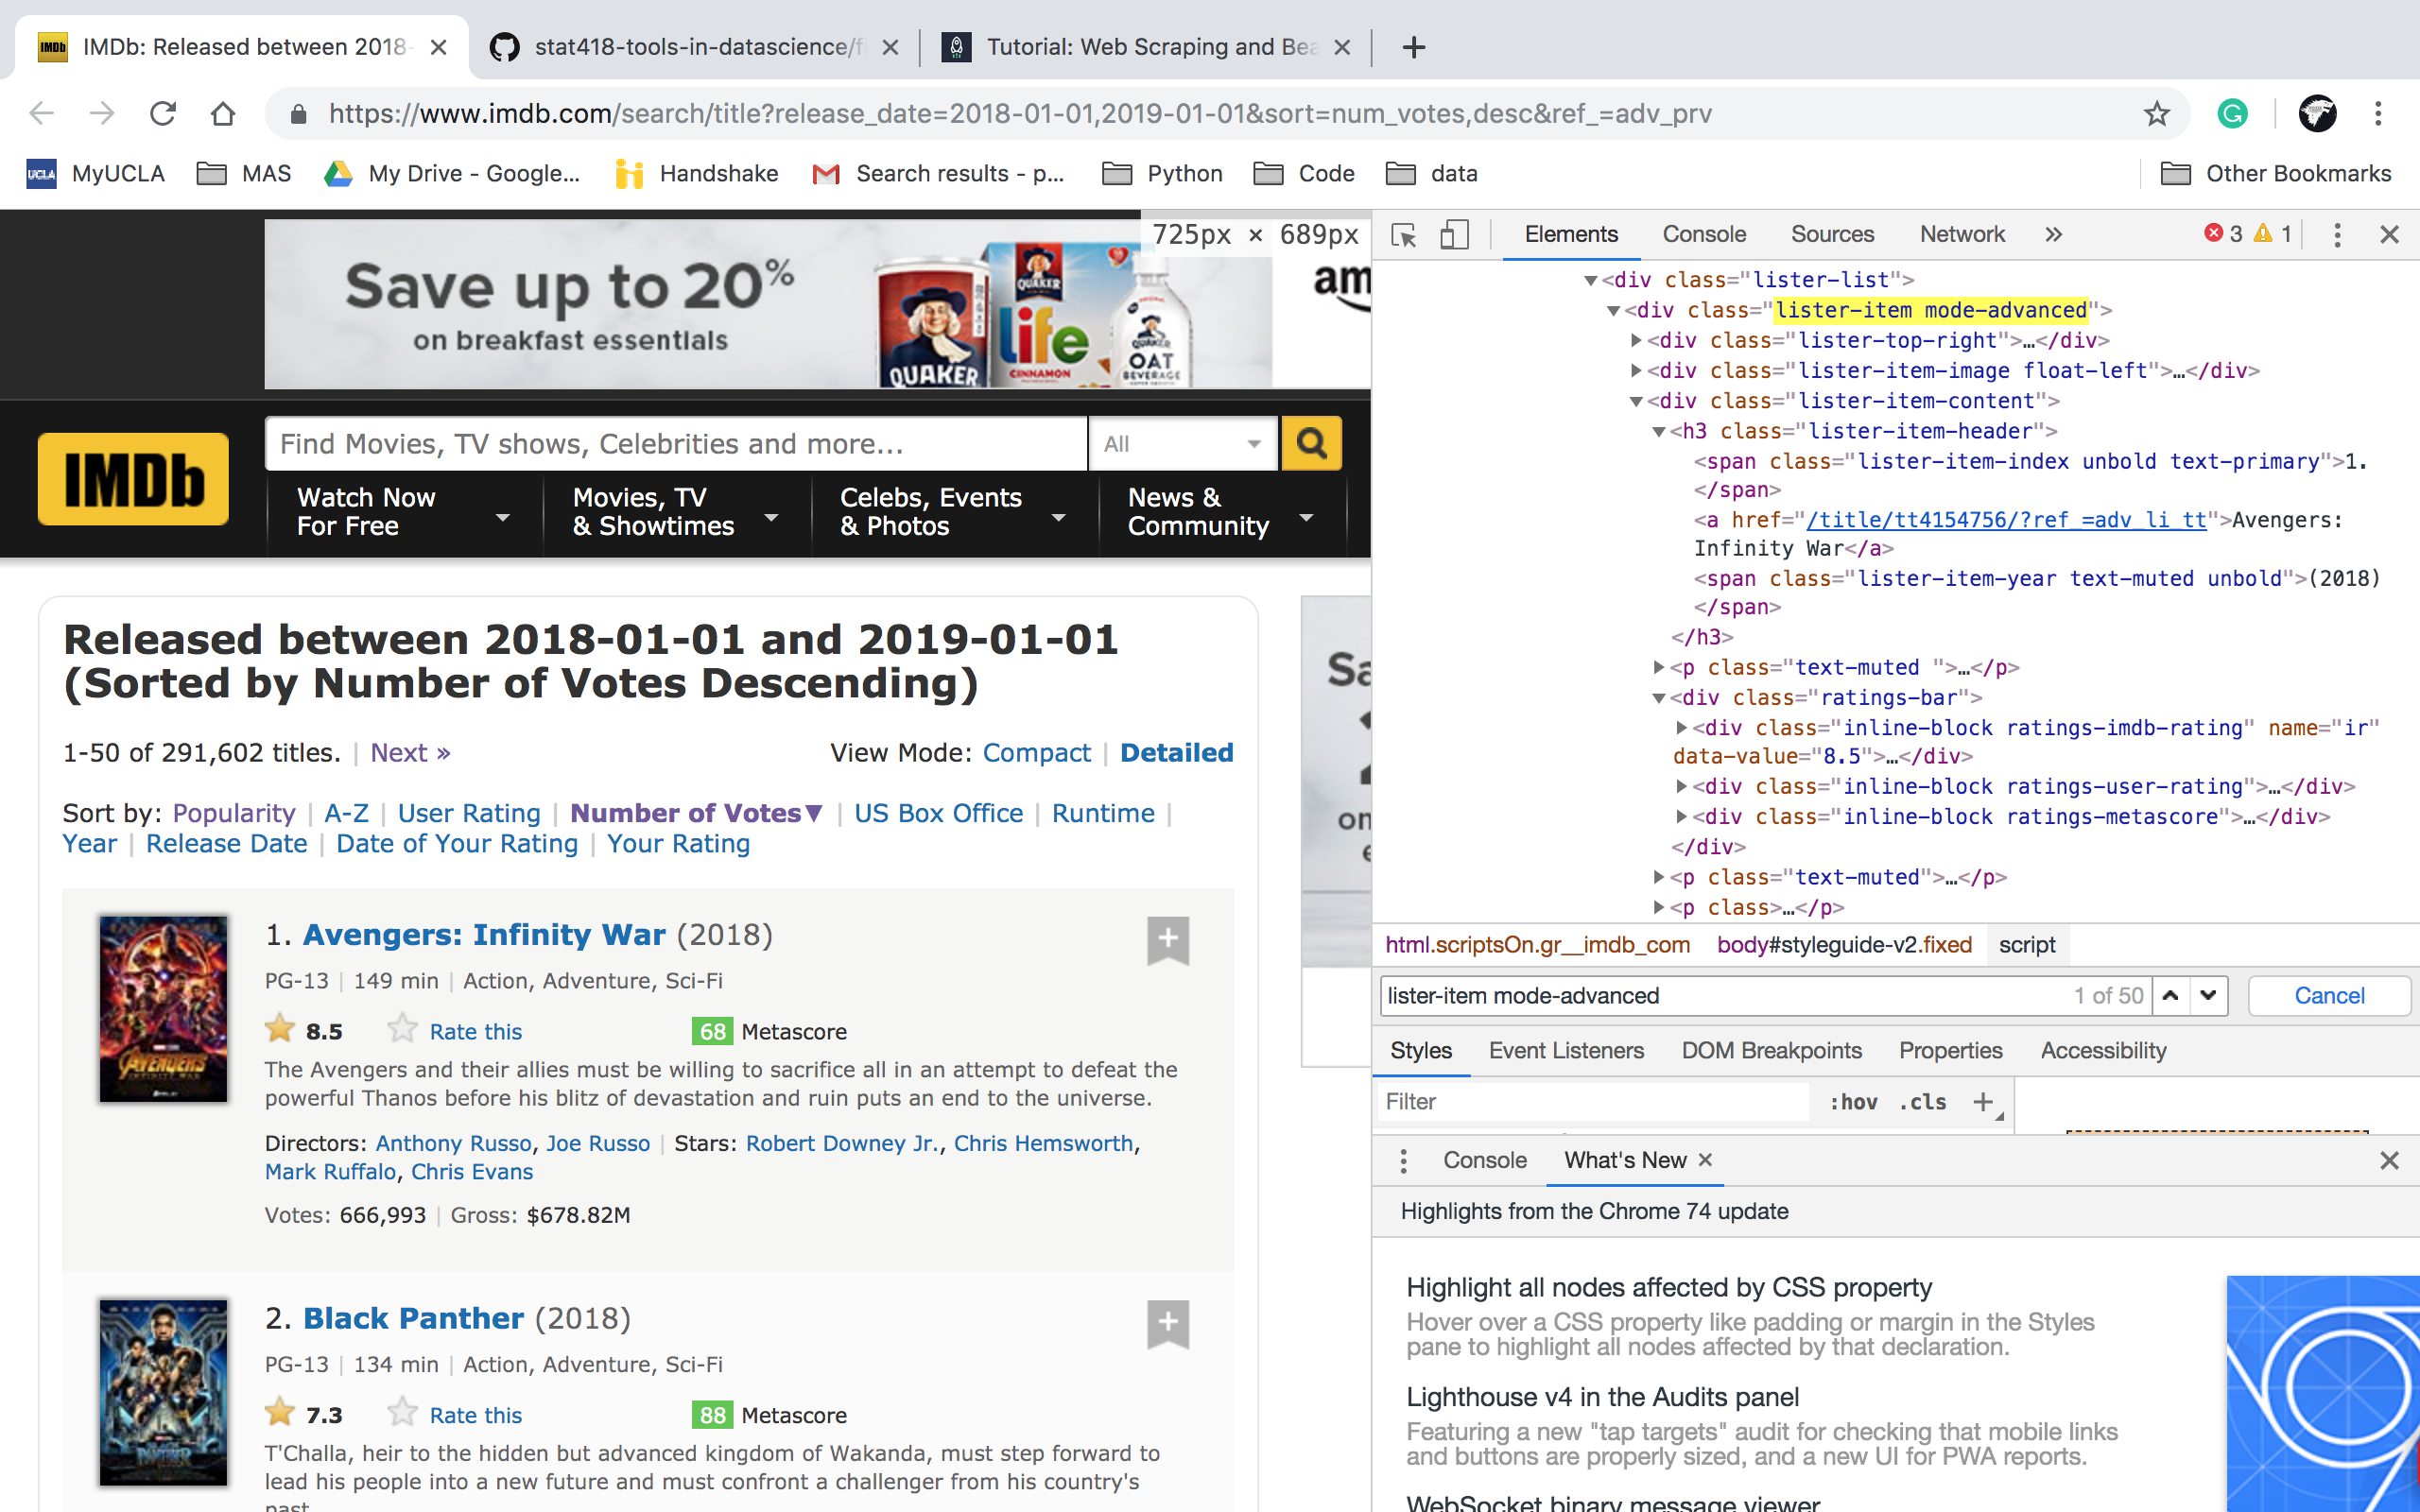 IMDb IMDb: Released between 2018-
stat418-tools-in-datascience/fi
Tutorial: Web Scraping and Bea
https://www.imdb.com/search/title?release_date=2018-01-01,2019-01-01&sort=num_votes,desc&ref_=adv_prv
UCLA MyUCLA MAS My Drive - Google... Handshake Search results - p... Python Code data Other Bookmarks
Save up to 20%
on breakfast essentials
QUAKER
QUAKER
life
CINNAMON
QUAKER
OAT
BEVERAGE
725px × 689px
IMDb
Find Movies, TV shows, Celebrities and more...
All
Watch Now
For Free
Movies, TV
& Showtimes
Celebs, Events
& Photos
News &
Community
Released between 2018-01-01 and 2019-01-01
(Sorted by Number of Votes Descending)
1-50 of 291,602 titles. | Next »
View Mode: Compact | Detailed
Sort by: Popularity | A-Z | User Rating | Number of Votes▼ | US Box Office | Runtime |
Year | Release Date | Date of Your Rating | Your Rating
1. Avengers: Infinity War (2018)
PG-13 | 149 min | Action, Adventure, Sci-Fi
8.5 Rate this 68 Metascore
The Avengers and their allies must be willing to sacrifice all in an attempt to defeat the
powerful Thanos before his blitz of devastation and ruin puts an end to the universe.
Directors: Anthony Russo, Joe Russo | Stars: Robert Downey Jr., Chris Hemsworth,
Mark Ruffalo, Chris Evans
Votes: 666,993 | Gross: $678.82M
AVENGERS
INFINITY WAR
2. Black Panther (2018)
PG-13 | 134 min | Action, Adventure, Sci-Fi
7.3 Rate this 88 Metascore
T'Challa, heir to the hidden but advanced kingdom of Wakanda, must step forward to
lead his people into a new future and must confront a challenger from his country's
past.
Elements Console Sources Network » 3 1
<div class="lister-list">
<div class="lister-item mode-advanced">
<div class="lister-top-right">…</div>
<div class="lister-item-image float-left">…</div>
<div class="lister-item-content">
<h3 class="lister-item-header">
<span class="lister-item-index unbold text-primary">1.
</span>
<a href="/title/tt4154756/?ref_=adv_li_tt">Avengers:
Infinity War</a>
<span class="lister-item-year text-muted unbold">(2018)
</span>
</h3>
<p class="text-muted ">…</p>
<div class="ratings-bar">
<div class="inline-block ratings-imdb-rating" name="ir"
data-value="8.5">…</div>
<div class="inline-block ratings-user-rating">…</div>
<div class="inline-block ratings-metascore">…</div>
</div>
<p class="text-muted">…</p>
<p class>…</p>
html.scriptsOn.gr__imdb_com body#styleguide-v2.fixed script
lister-item mode-advanced 1 of 50 Cancel
Styles Event Listeners DOM Breakpoints Properties Accessibility
Filter :hov .cls +
Console What's New ×
Highlights from the Chrome 74 update
Highlight all nodes affected by CSS property
Hover over a CSS property like padding or margin in the Styles
pane to highlight all nodes affected by that declaration.
Lighthouse v4 in the Audits panel
Featuring a new "tap targets" audit for checking that mobile links
and buttons are properly sized, and a new UI for PWA reports.
WebSocket binary message viewer